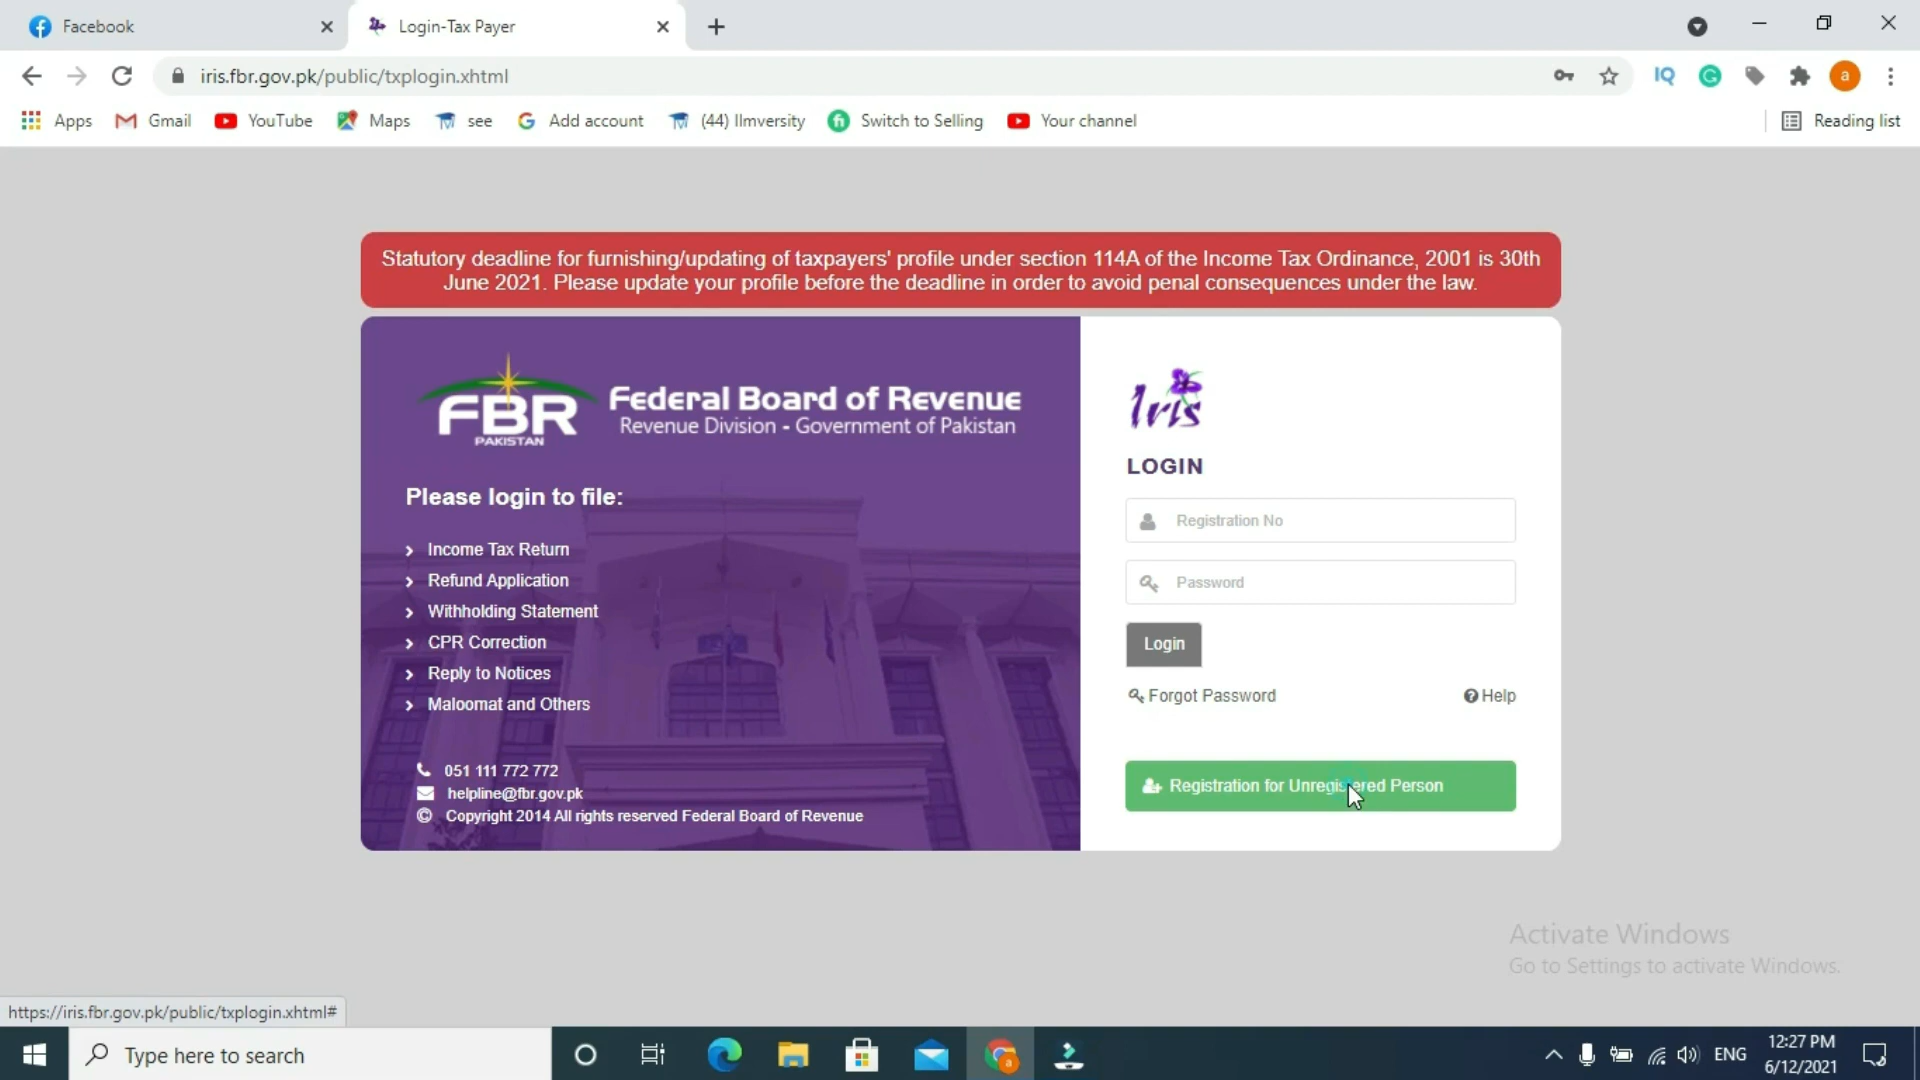 Facebook
Login-Tax Payer
iris.fbr.gov.pk/public/txplogin.xhtml
IQ
a
Apps
Gmail
YouTube
Maps
see
Add account
(44) Ilmversity
Switch to Selling
Your channel
Reading list
Statutory deadline for furnishing/updating of taxpayers' profile under section 114A of the Income Tax Ordinance, 2001 is 30th
June 2021. Please update your profile before the deadline in order to avoid penal consequences under the law.
FBR
PAKISTAN
Federal Board of Revenue
Revenue Division - Government of Pakistan
Please login to file:
Income Tax Return
Refund Application
Withholding Statement
CPR Correction
Reply to Notices
Maloomat and Others
051 111 772 772
helpline@fbr.gov.pk
Copyright 2014 All rights reserved Federal Board of Revenue
Iris
LOGIN
Registration No
Password
Login
Forgot Password
Help
Registration for Unregistered Person
Activate Windows
Go to Settings to activate Windows.
https://iris.fbr.gov.pk/public/txplogin.xhtml#
Type here to search
ENG
12:27 PM
6/12/2021